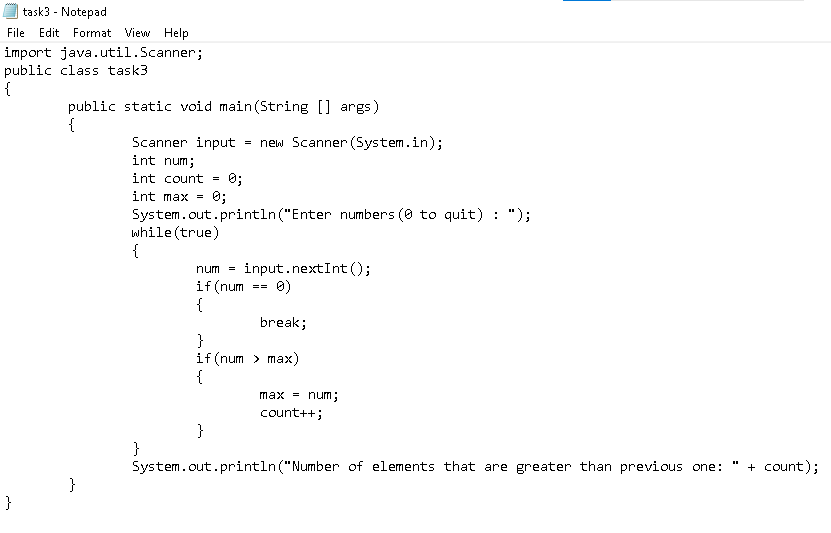 task3 - Notepad
File Edit Format View Help
import java.util.Scanner;
public class task3
{
public static void main(String [] args)
{
Scanner input = new Scanner(System.in);
int num;
int count = 0;
int max = 0;
System.out.println("Enter numbers(0 to quit) : ");
while(true)
{
num = input.nextInt();
if(num == 0)
{
break;
}
if(num > max)
{
max = num;
count++;
}
}
System.out.println("Number of elements that are greater than previous one: " + count);
}
}